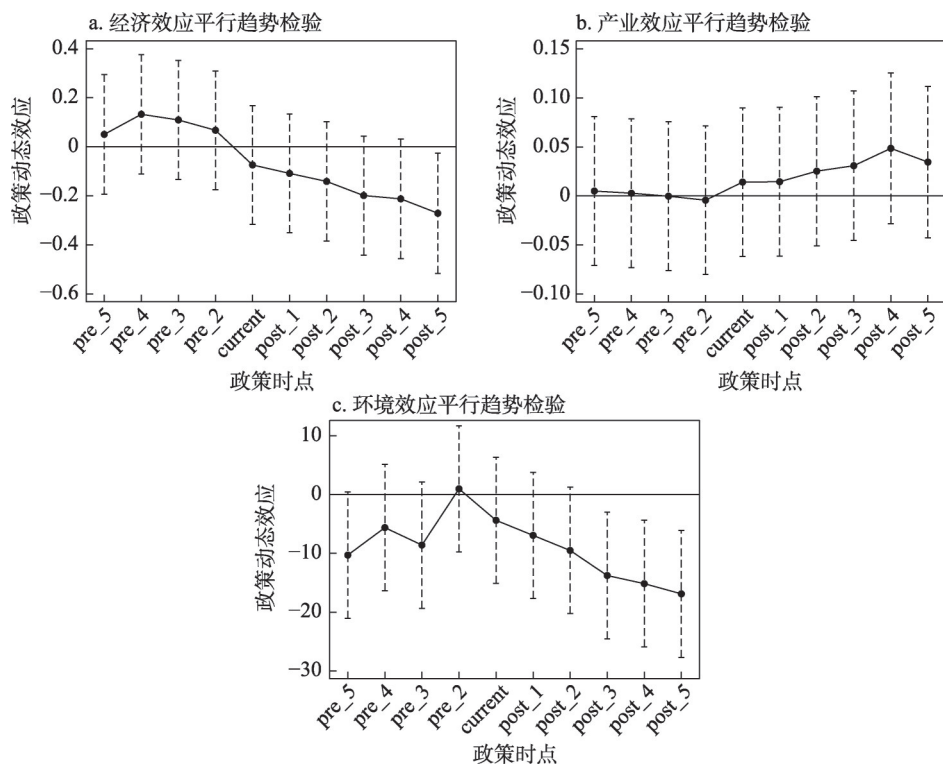 a. 经济效应平行趋势检验
0.4
0.2
0
−0.2
−0.4
−0.6
政策动态效应
pre_5
pre_4
pre_3
pre_2
current
post_1
post_2
post_3
post_4
post_5
政策时点
b. 产业效应平行趋势检验
0.15
0.10
0.05
0
−0.05
−0.10
政策动态效应
pre_5
pre_4
pre_3
pre_2
current
post_1
post_2
post_3
post_4
post_5
政策时点
c. 环境效应平行趋势检验
10
0
−10
−20
−30
政策动态效应
pre_5
pre_4
pre_3
pre_2
current
post_1
post_2
post_3
post_4
post_5
政策时点